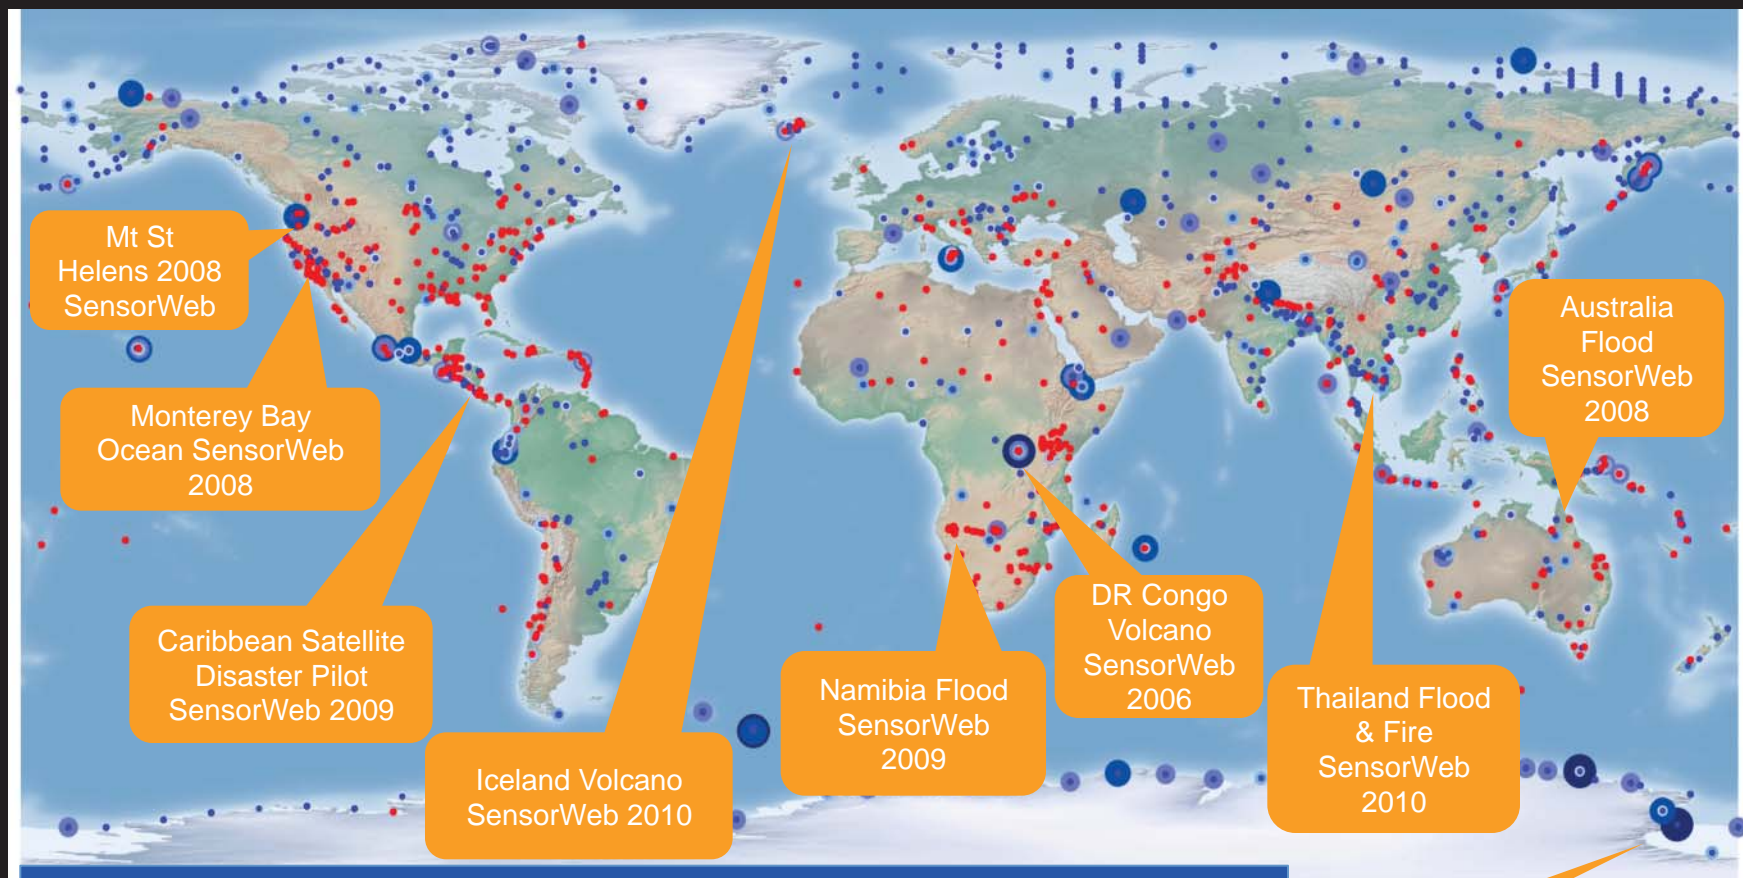 Mt St
Helens 2008
SensorWeb
Monterey Bay
Ocean SensorWeb
2008
Caribbean Satellite
Disaster Pilot
SensorWeb 2009
Iceland Volcano
SensorWeb 2010
Namibia Flood
SensorWeb
2009
DR Congo
Volcano
SensorWeb
2006
Thailand Flood
& Fire
SensorWeb
2010
Australia
Flood
SensorWeb
2008